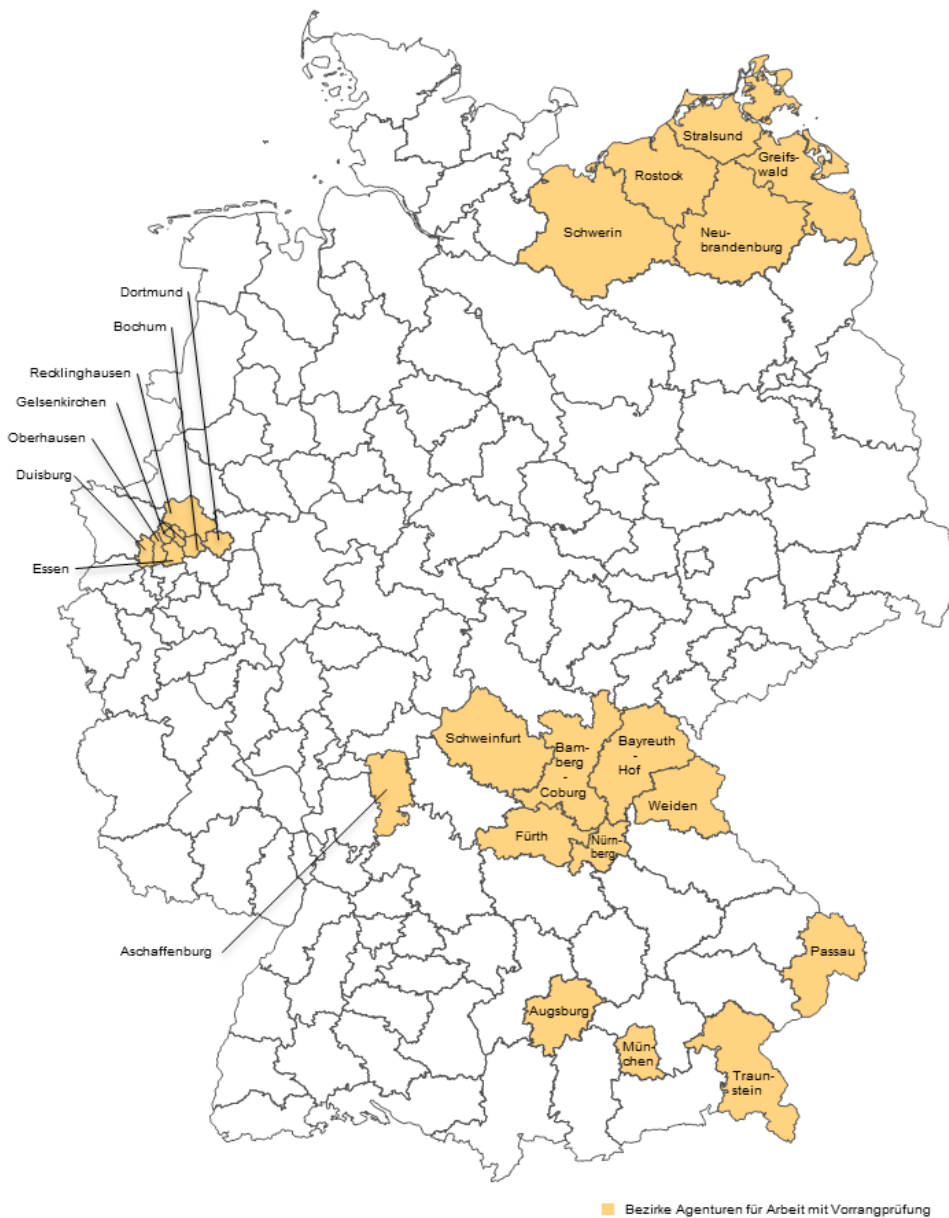 Stralsund
Greifs-
wald
Rostock
Schwerin
Neu-
brandenburg
Dortmund
Bochum
Recklinghausen
Gelsenkirchen
Oberhausen
Duisburg
Essen
Schweinfurt
Bam-
berg
-
Coburg
Bayreuth
-
Hof
Weiden
Fürth
Nürn-
berg
Aschaffenburg
Passau
Augsburg
Mün-
chen
Traun-
stein
Bezirke Agenturen für Arbeit mit Vorrangprüfung